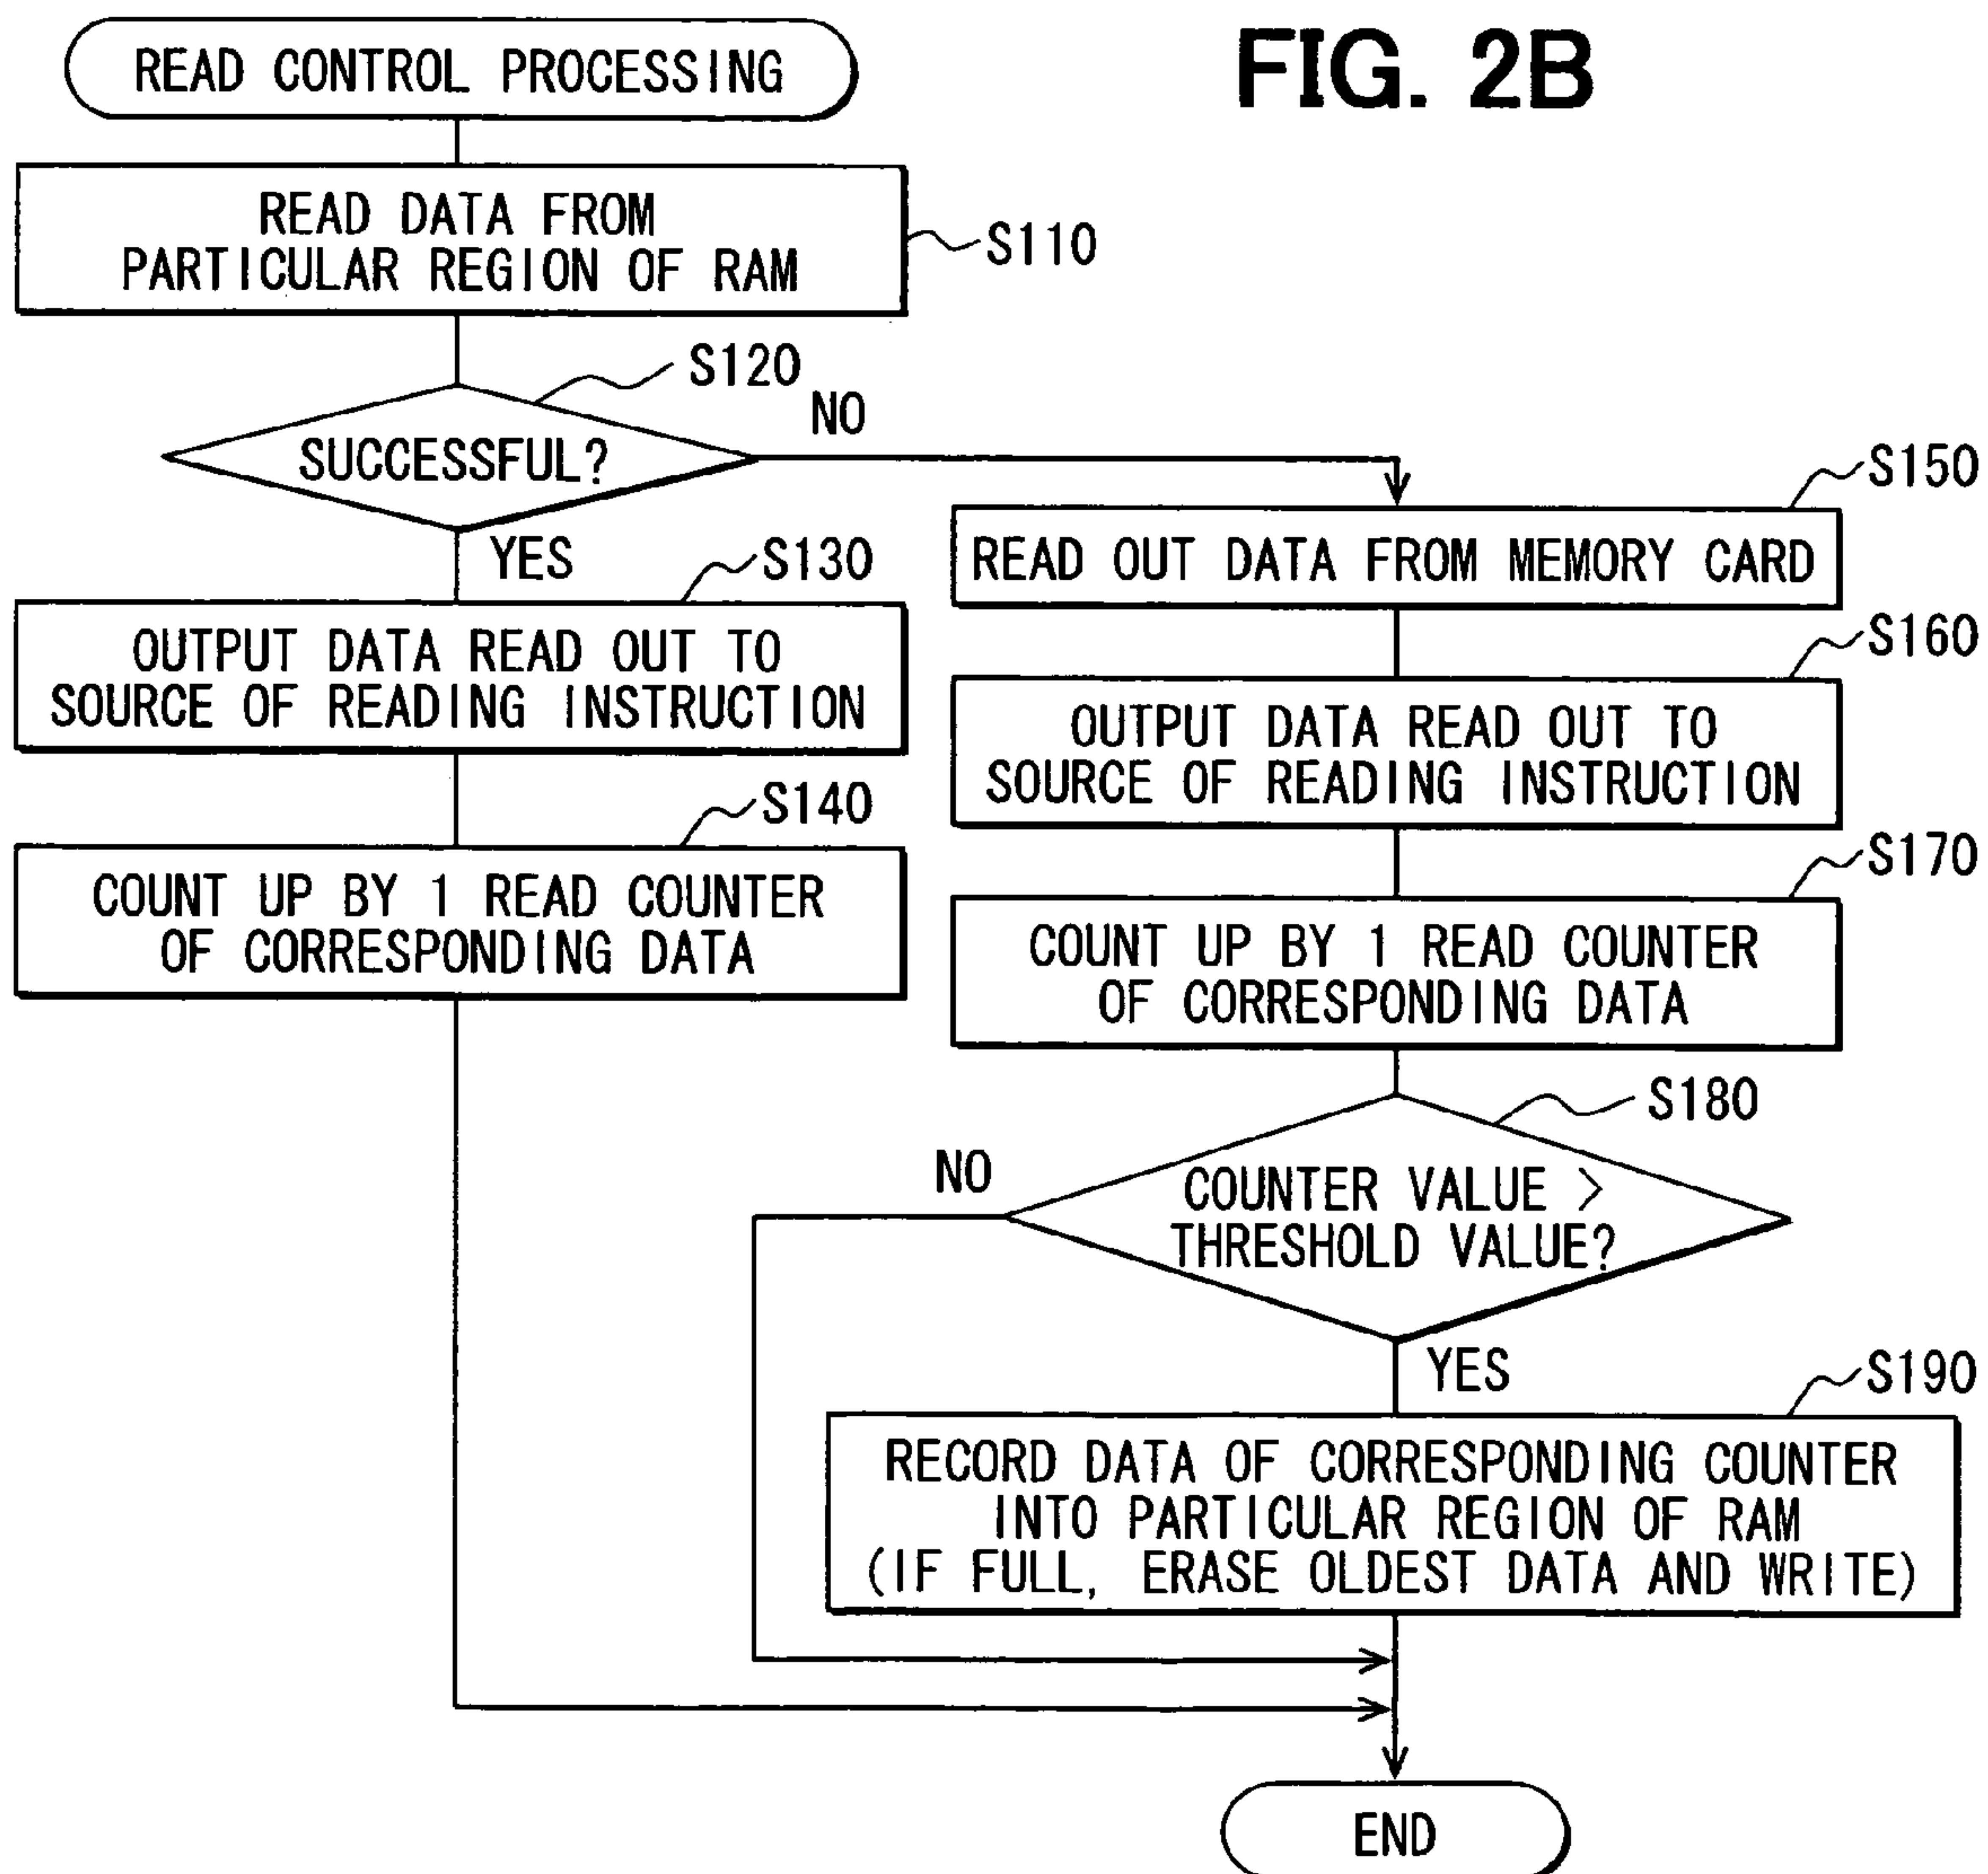 FIG. 2B
READ CONTROL PROCESSING
READ DATA FROM
PARTICULAR REGION OF RAM
S110
S120
SUCCESSFUL?
NO
YES
S130
OUTPUT DATA READ OUT TO
SOURCE OF READING INSTRUCTION
S140
COUNT UP BY 1 READ COUNTER
OF CORRESPONDING DATA
S150
READ OUT DATA FROM MEMORY CARD
S160
OUTPUT DATA READ OUT TO
SOURCE OF READING INSTRUCTION
S170
COUNT UP BY 1 READ COUNTER
OF CORRESPONDING DATA
S180
COUNTER VALUE >
THRESHOLD VALUE?
NO
YES
S190
RECORD DATA OF CORRESPONDING COUNTER
INTO PARTICULAR REGION OF RAM
(IF FULL, ERASE OLDEST DATA AND WRITE)
END